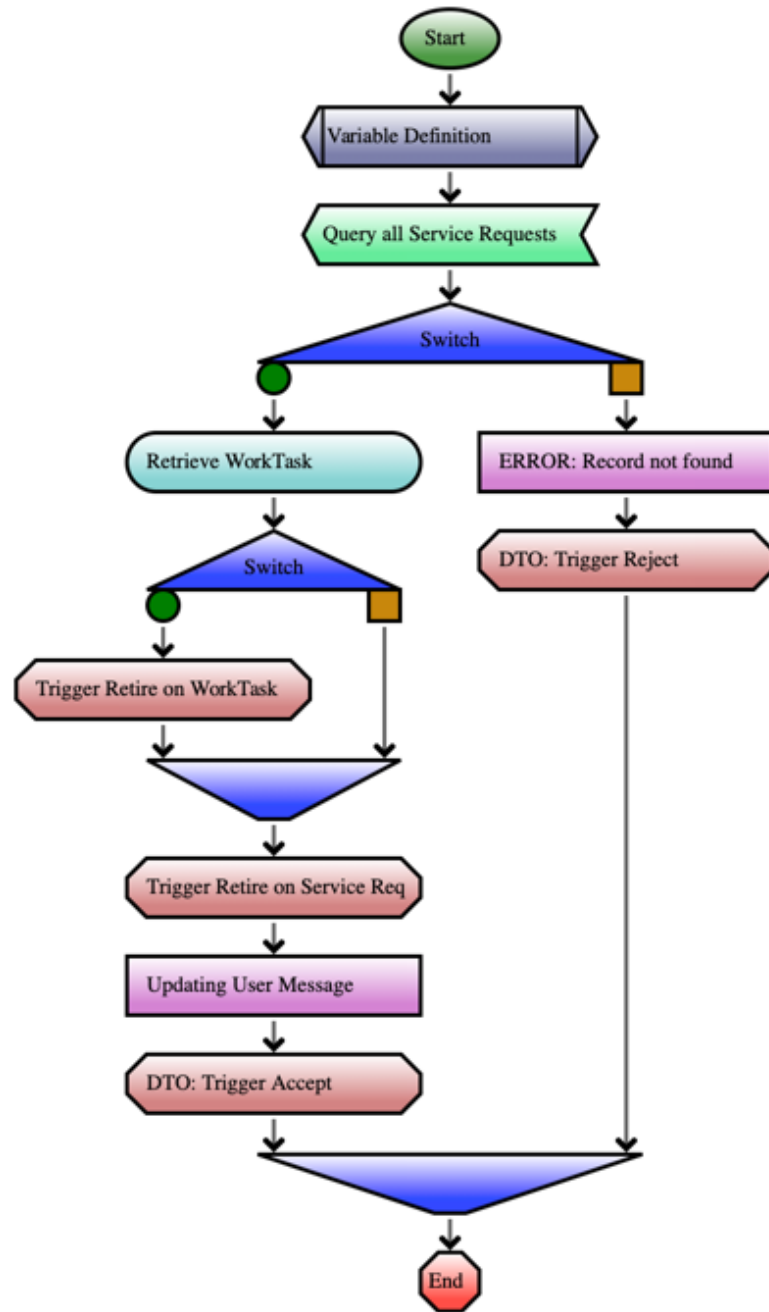 Start
Variable Definition
Query all Service Requests
Switch
Retrieve WorkTask
ERROR: Record not found
Switch
DTO: Trigger Reject
Trigger Retire on WorkTask
Trigger Retire on Service Req
Updating User Message
DTO: Trigger Accept
End